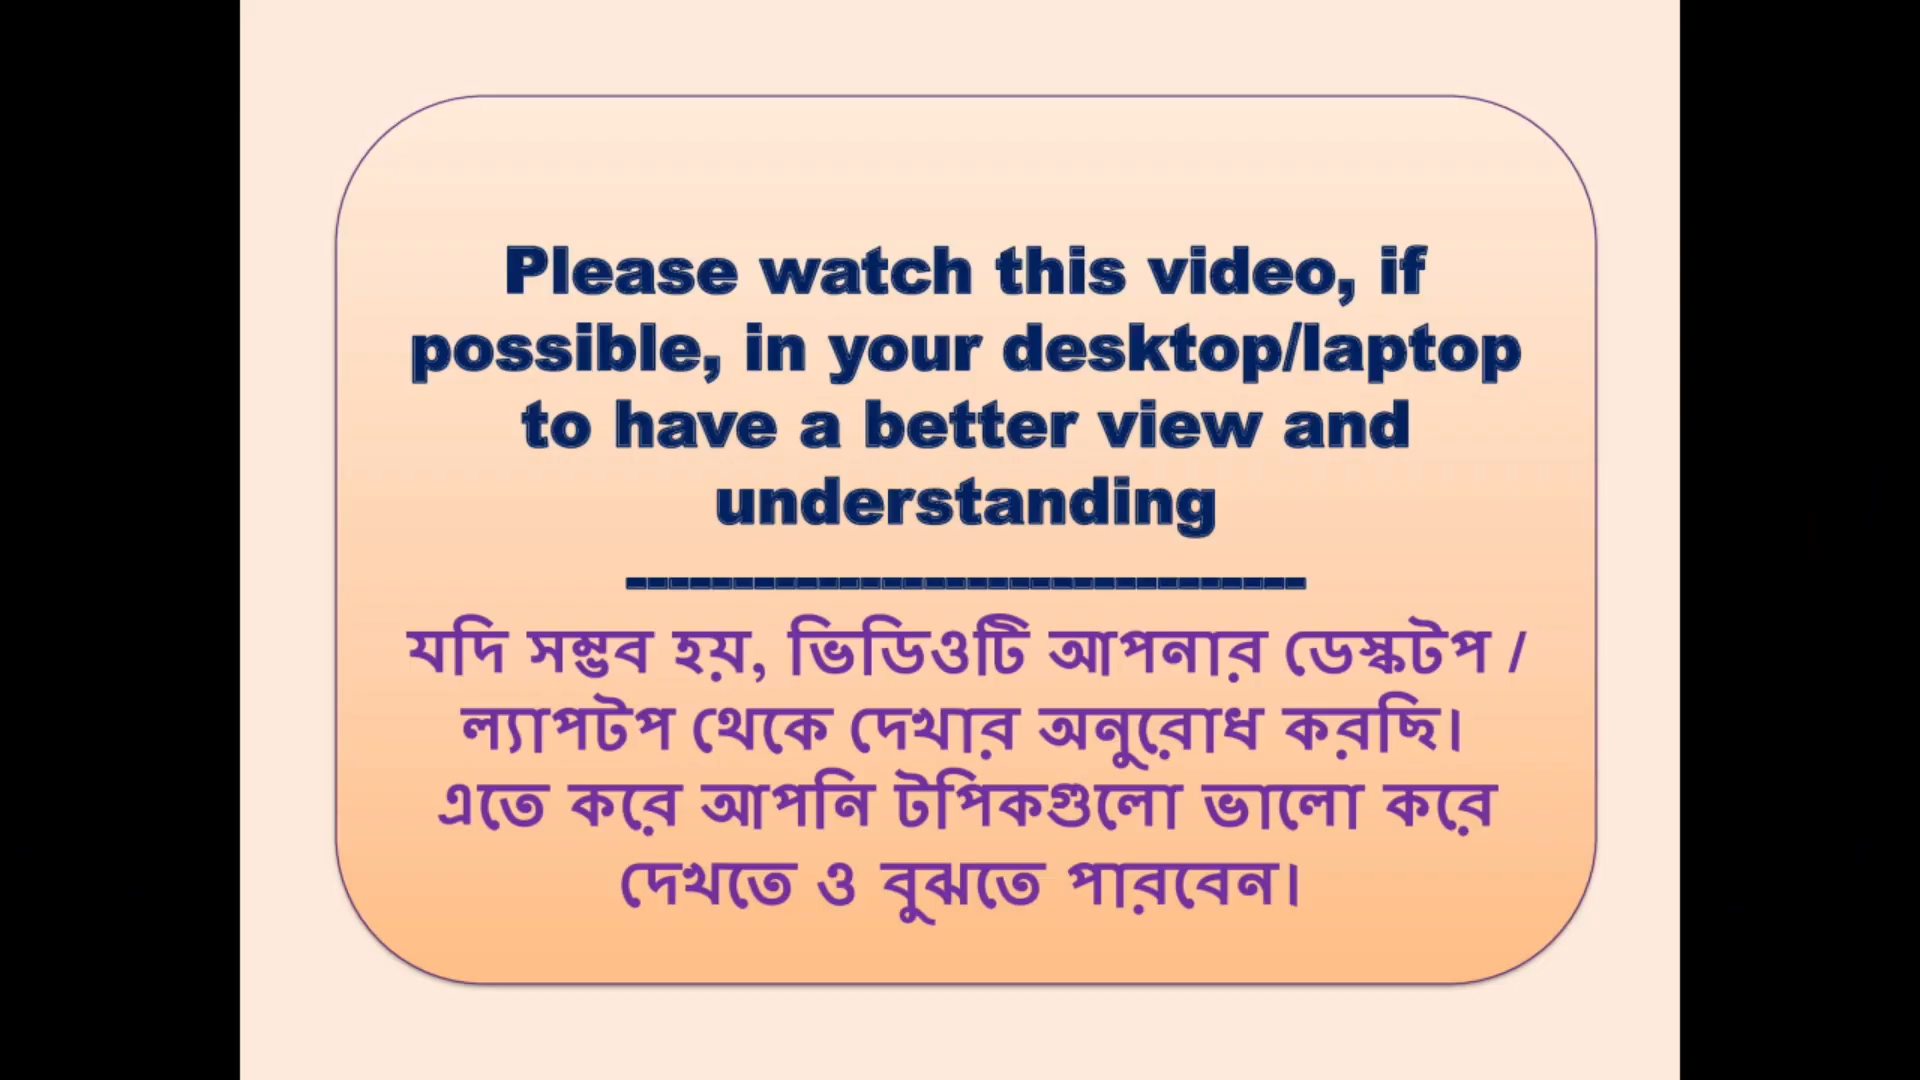 Please watch this video, if
possible, in your desktop/laptop
to have a better view and
understanding
--------------------------------
যদি সম্ভব হয়, ভিডিওটি আপনার ডেস্কটপ /
ল্যাপটপ থেকে দেখার অনুরোধ করছি।
এতে করে আপনি টপিকগুলো ভালো করে
দেখতে ও বুঝতে পারবেন।